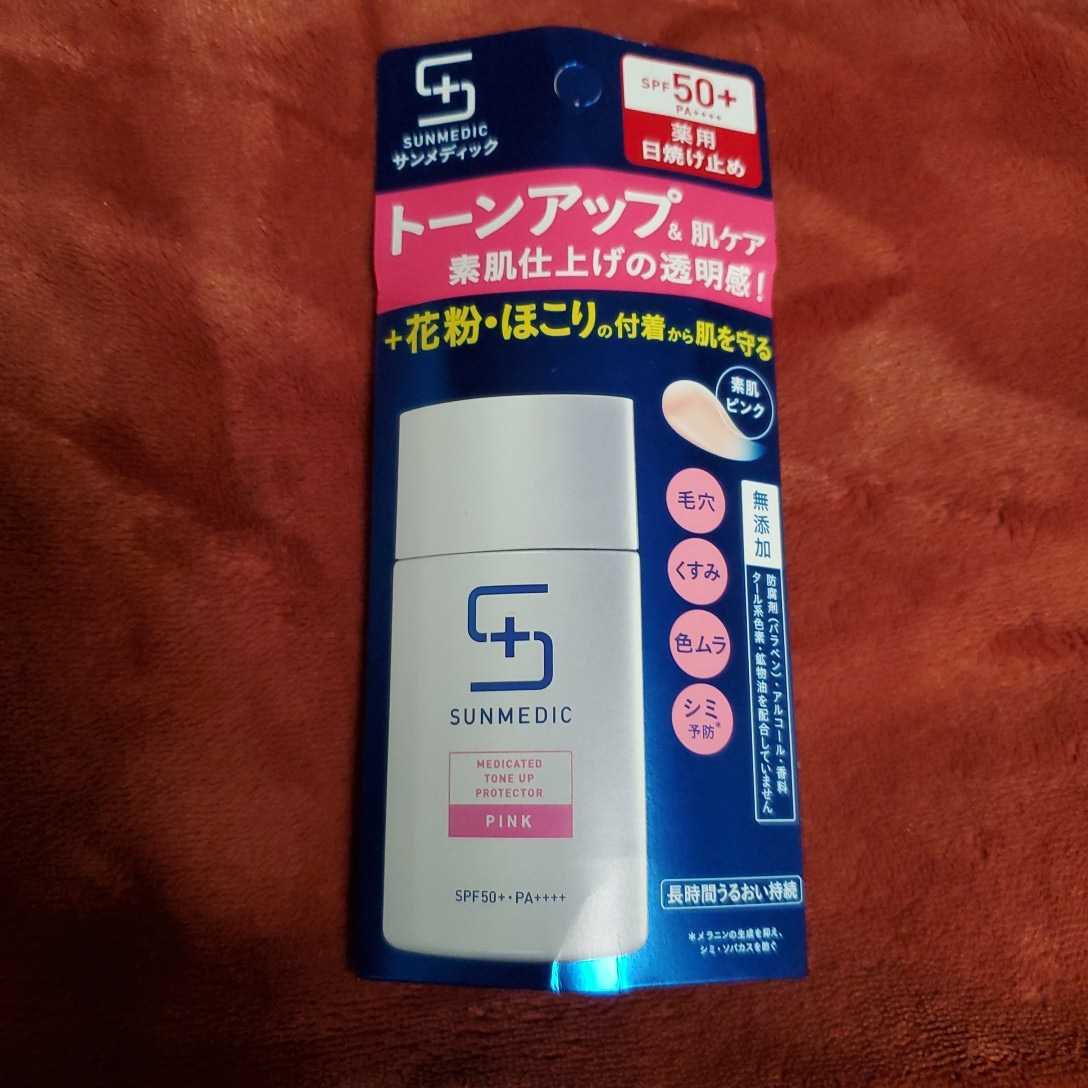 SUNMEDIC
サンメディック
SPF50+
PA++++
薬用
日焼け止め
トーンアップ&肌ケア
素肌仕上げの透明感!
+花粉・ほこりの付着から肌を守る
素肌
ピンク
毛穴
くすみ
色ムラ
シミ
予防*
無添加
防腐剤(パラベン)・アルコール・香料
タール系色素・鉱物油を配合していません
SUNMEDIC
MEDICATED
TONE UP
PROTECTOR
PINK
SPF50+・PA++++
長時間うるおい持続
*メラニンの生成を抑え、
シミ・ソバカスを防ぐ